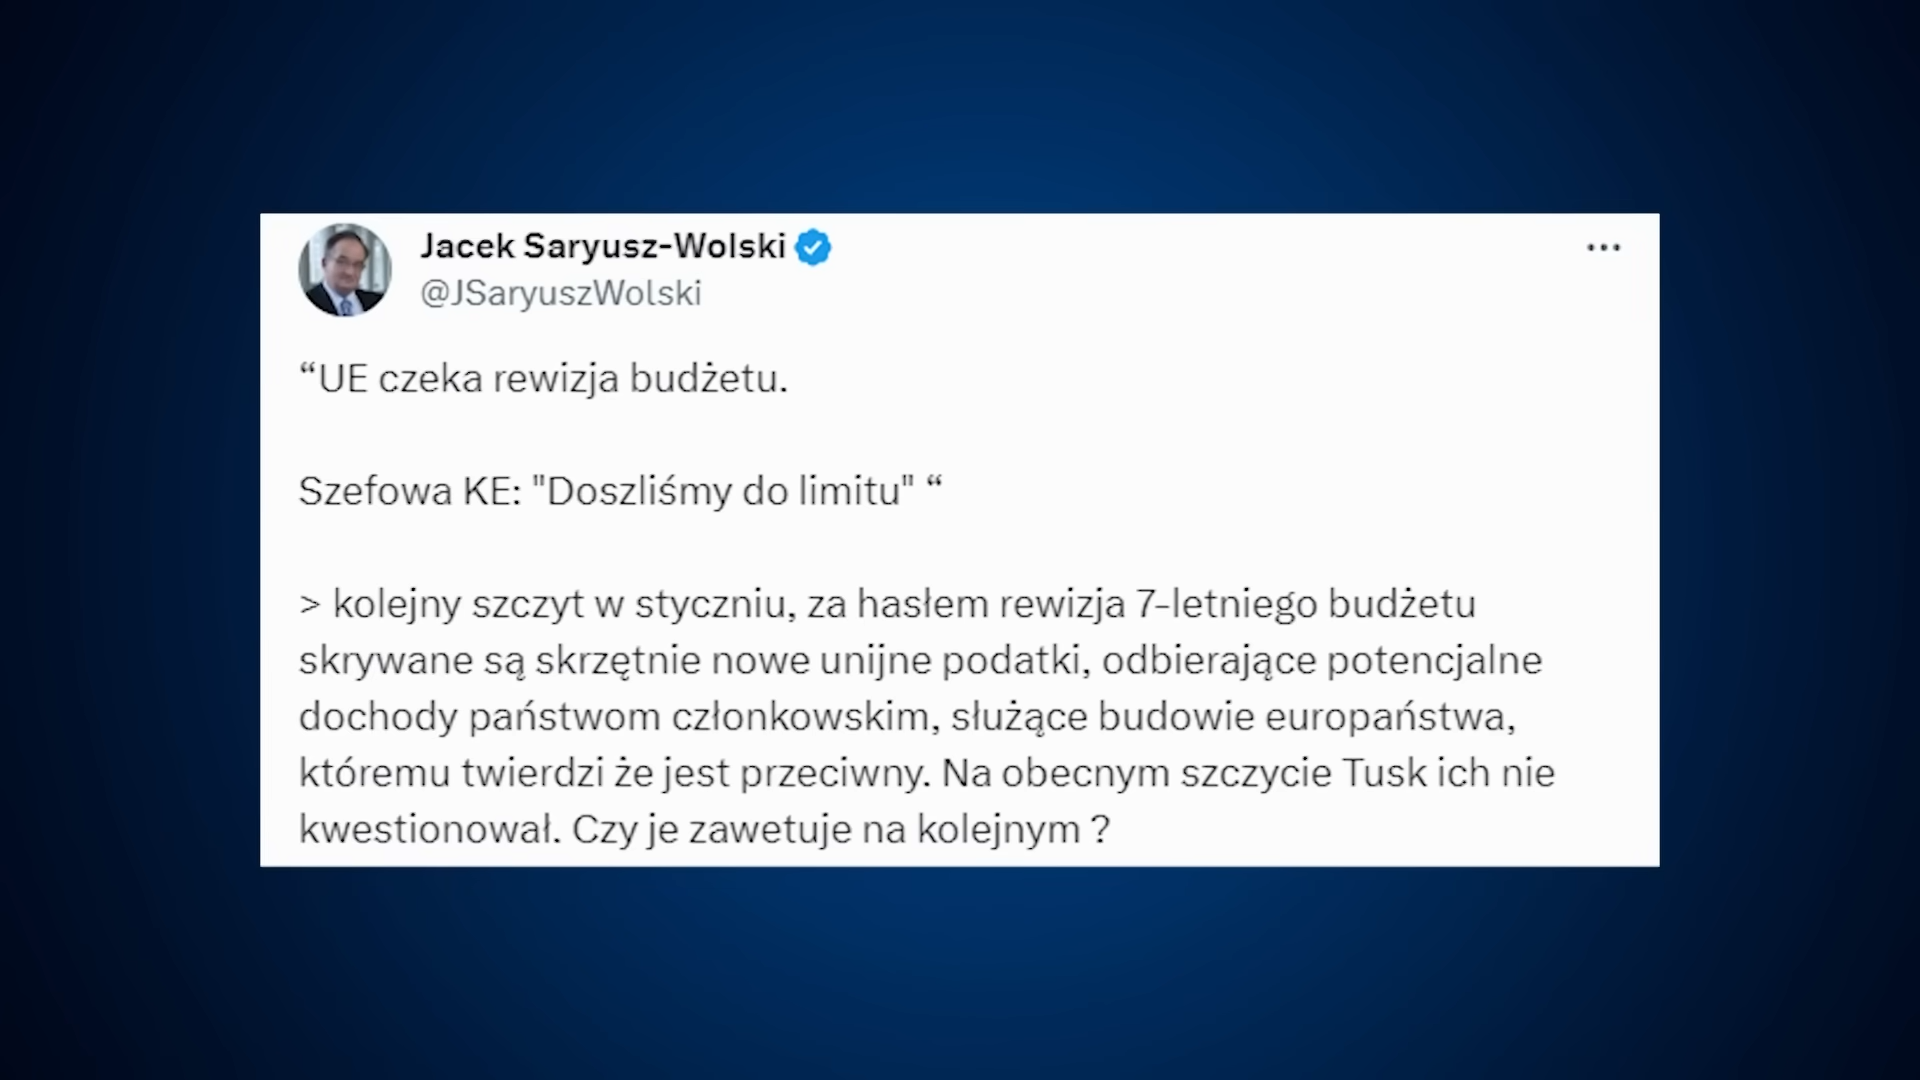 Jacek Saryusz-Wolski
@JSaryuszWolski
“UE czeka rewizja budżetu.
Szefowa KE: "Doszliśmy do limitu" “
> kolejny szczyt w styczniu, za hasłem rewizja 7-letniego budżetu
skrywane są skrzętnie nowe unijne podatki, odbierające potencjalne
dochody państwom członkowskim, służące budowie europaństwa,
któremu twierdzi że jest przeciwny. Na obecnym szczycie Tusk ich nie
kwestionował. Czy je zawetuje na kolejnym ?